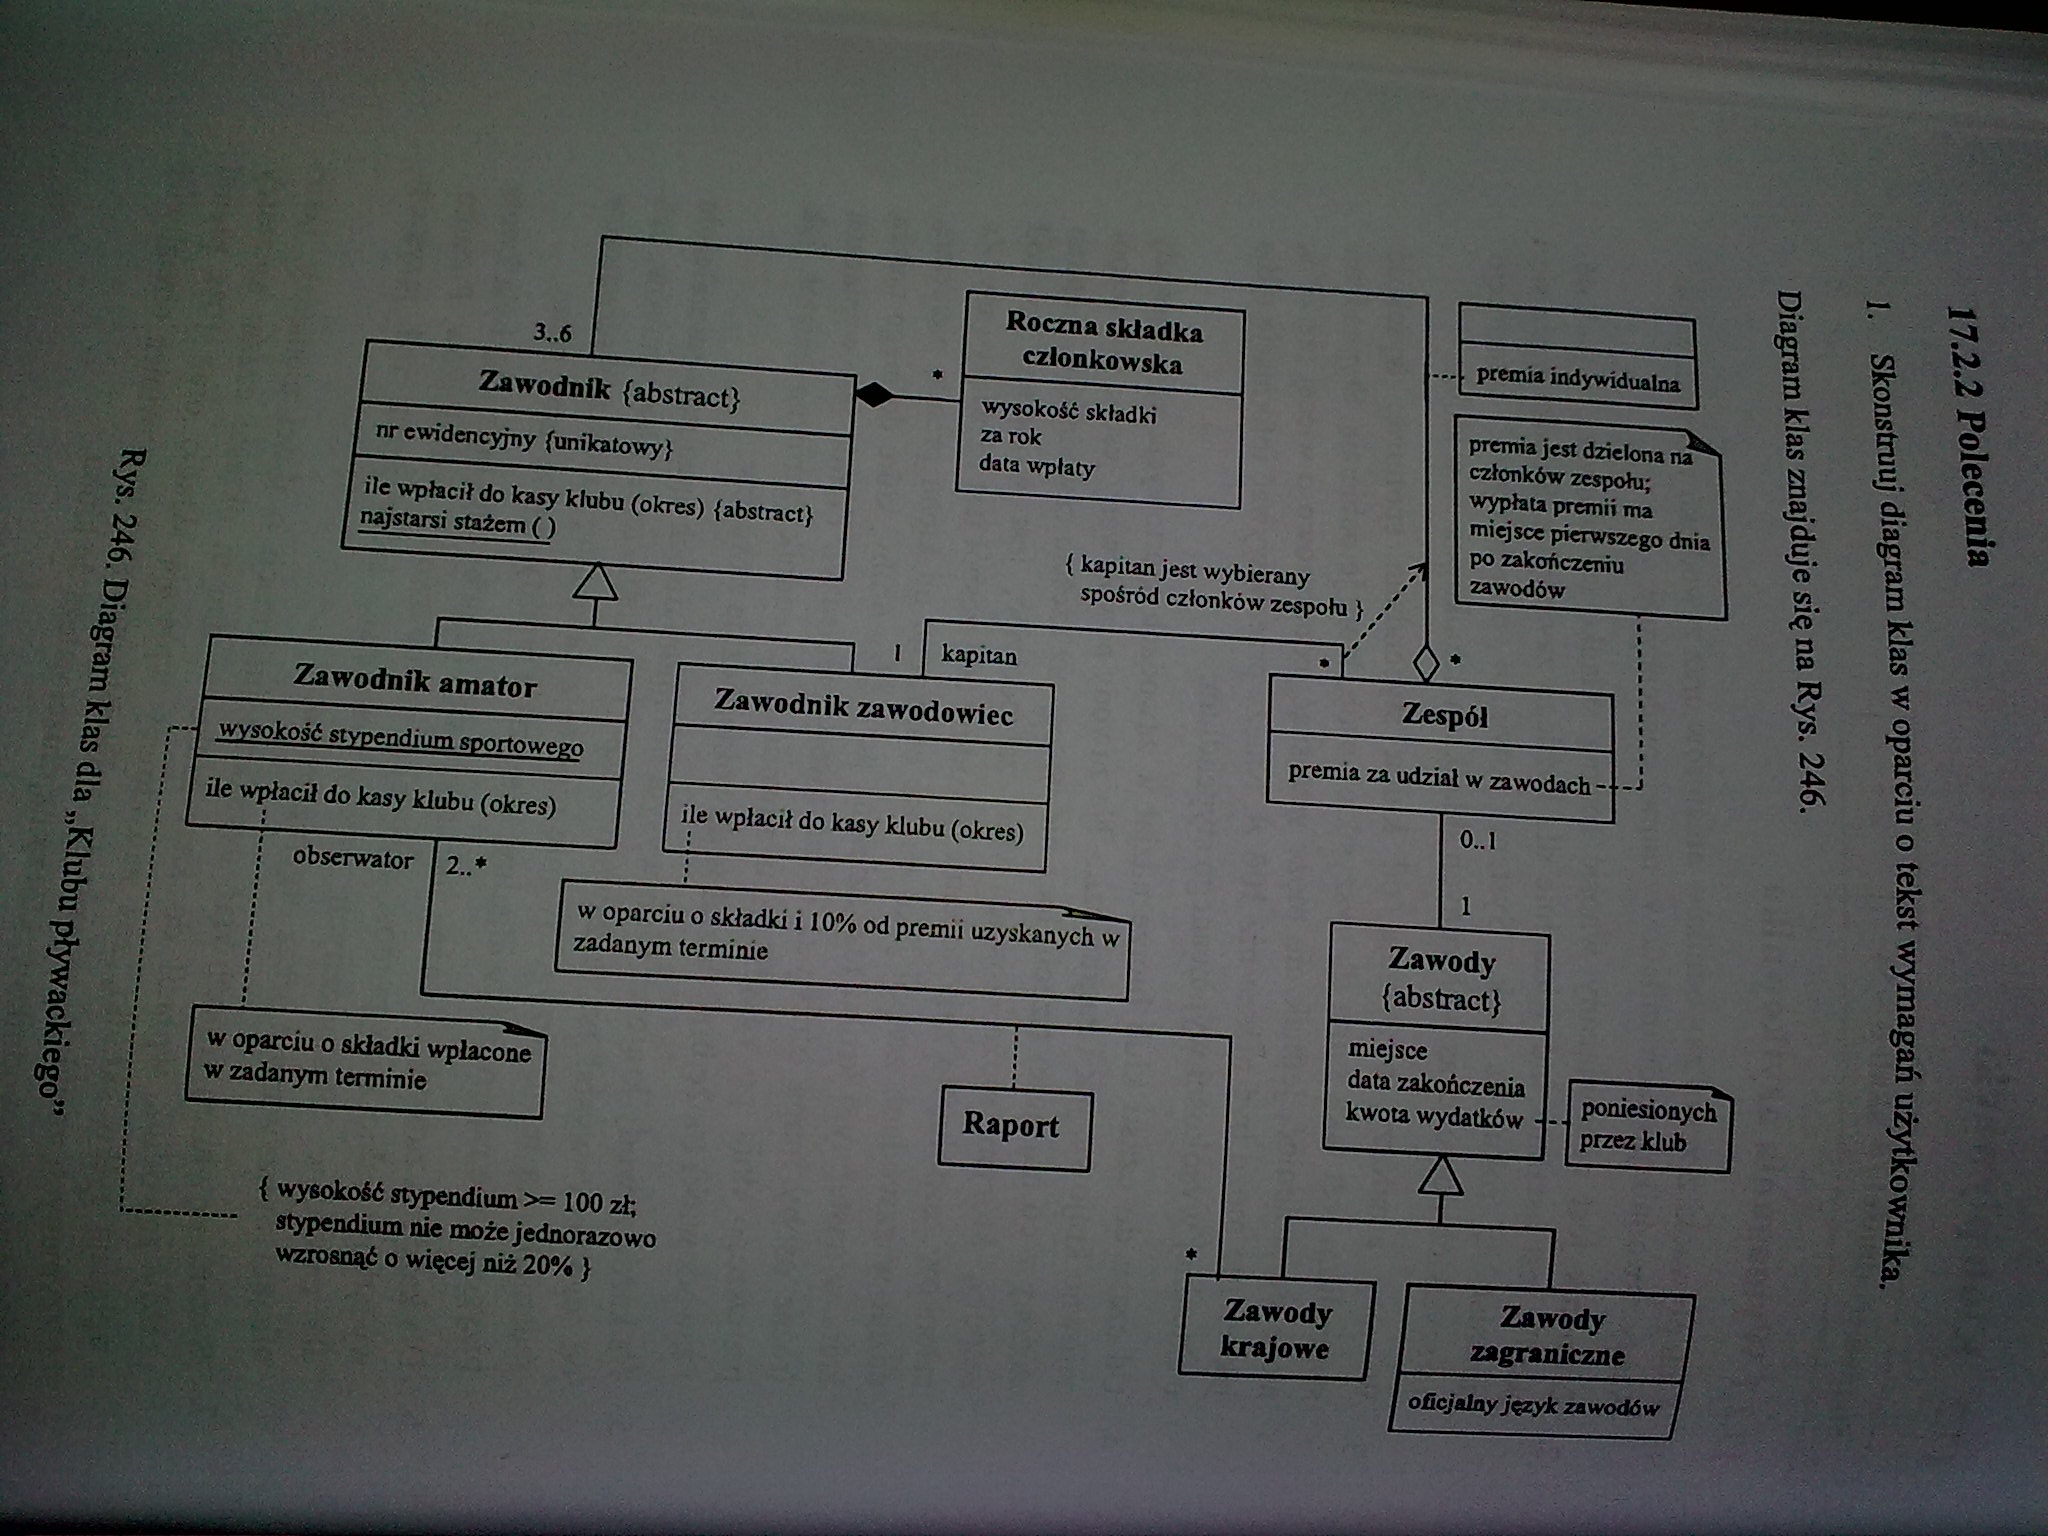 17.2.2 Polecenia
1. Skonstruuj diagram klas w oparciu o tekst wymagań użytkownika.
Diagram klas znajduje się na Rys. 246.
premia indywidualna
premia jest dzielona na
członków zespołu;
wypłata premii ma
miejsce pierwszego dnia
po zakończeniu
zawodów
Roczna składka
członkowska
wysokość składki
za rok
data wpłaty
*
3..6
Zawodnik {abstract}
nr ewidencyjny {unikatowy}
ile wpłacił do kasy klubu (okres) {abstract}
najstarsi stażem ( )
{ kapitan jest wybierany
spośród członków zespołu }
1
kapitan
*
*
Zespół
premia za udział w zawodach
Zawodnik amator
wysokość stypendium sportowego
ile wpłacił do kasy klubu (okres)
Zawodnik zawodowiec
ile wpłacił do kasy klubu (okres)
0..1
1
obserwator
2..*
w oparciu o składki i 10% od premii uzyskanych w
zadanym terminie
Zawody
{abstract}
miejsce
data zakończenia
kwota wydatków
poniesionych
przez klub
w oparciu o składki wpłacone
w zadanym terminie
Raport
{ wysokość stypendium >= 100 zł;
stypendium nie może jednorazowo
wzrosnąć o więcej niż 20% }
*
Zawody
krajowe
Zawody
zagraniczne
oficjalny język zawodów
Rys. 246. Diagram klas dla „Klubu pływackiego”